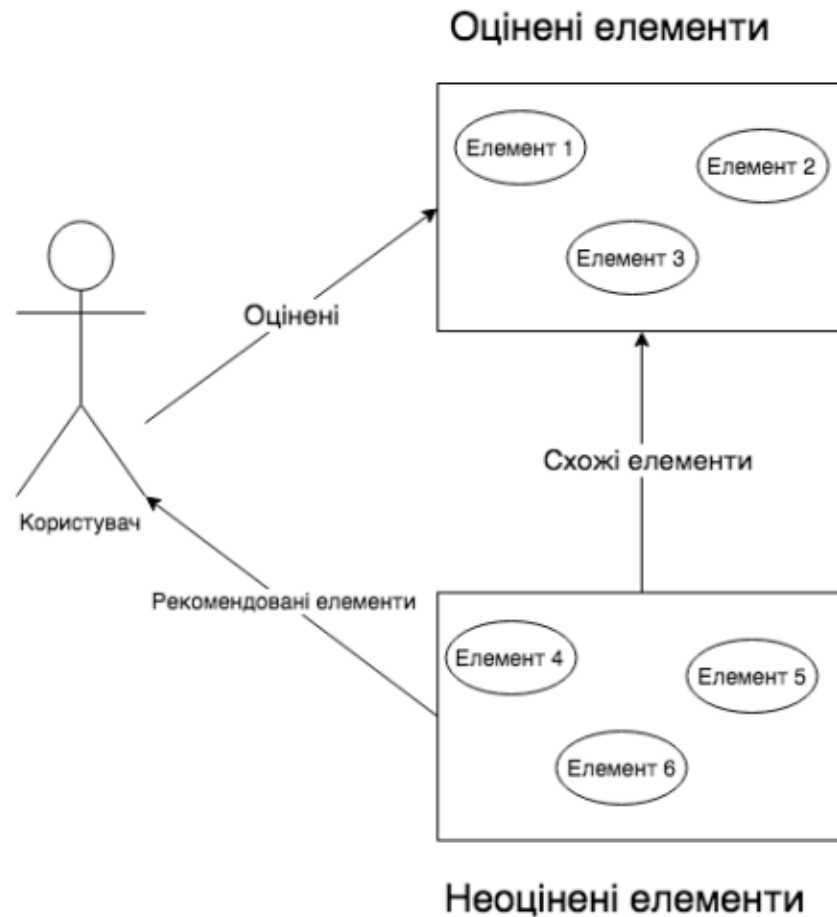 Оцінені елементи
Елемент 1
Елемент 2
Елемент 3
Оцінені
Схожі елементи
Користувач
Рекомендовані елементи
Елемент 4
Елемент 5
Елемент 6
Неоцінені елементи